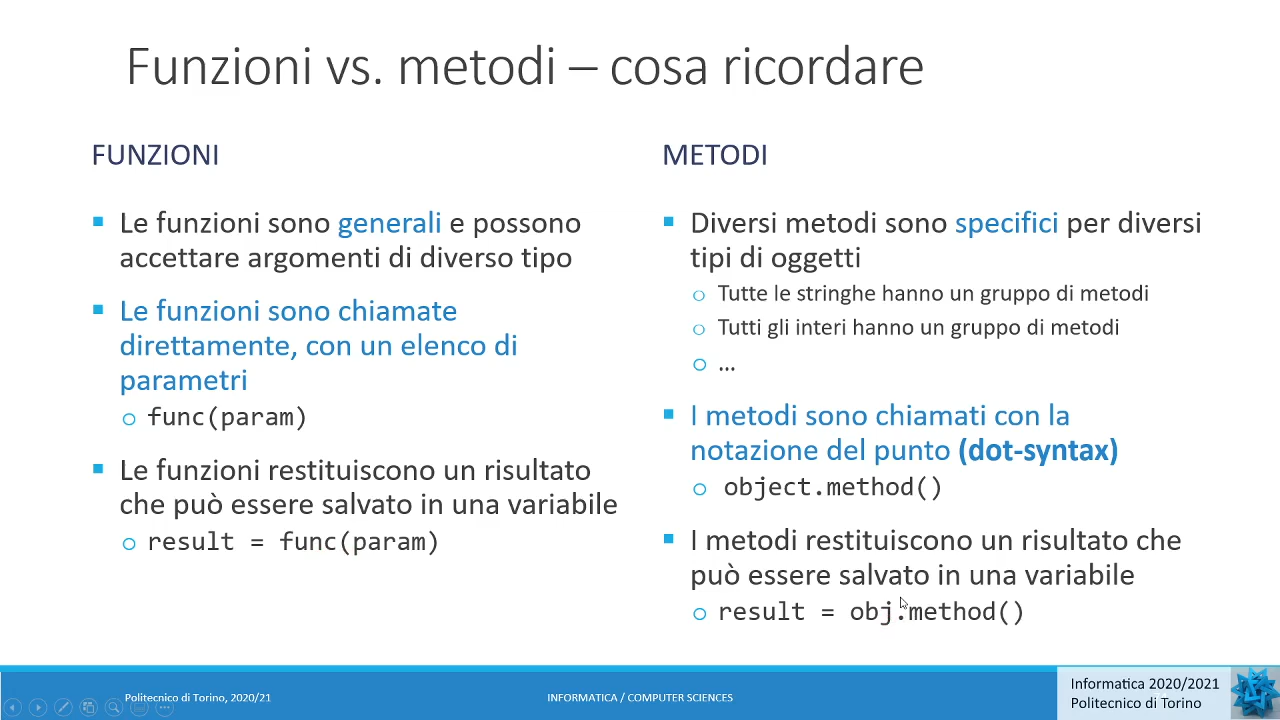 Funzioni vs. metodi – cosa ricordare
FUNZIONI
Le funzioni sono generali e possono
accettare argomenti di diverso tipo
Le funzioni sono chiamate
direttamente, con un elenco di
parametri
func(param)
Le funzioni restituiscono un risultato
che può essere salvato in una variabile
result = func(param)
METODI
Diversi metodi sono specifici per diversi
tipi di oggetti
Tutte le stringhe hanno un gruppo di metodi
Tutti gli interi hanno un gruppo di metodi
…
I metodi sono chiamati con la
notazione del punto (dot-syntax)
object.method()
I metodi restituiscono un risultato che
può essere salvato in una variabile
result = obj.method()
Politecnico di Torino, 2020/21
INFORMATICA / COMPUTER SCIENCES
Informatica 2020/2021
Politecnico di Torino